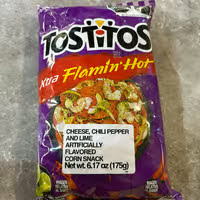 TOSTITOS
Xtra Flamin' Hot
CHEESE, CHILI PEPPER
AND LIME
ARTIFICIALLY
FLAVORED
CORN SNACK
Net wt. 6.17 oz (175g)